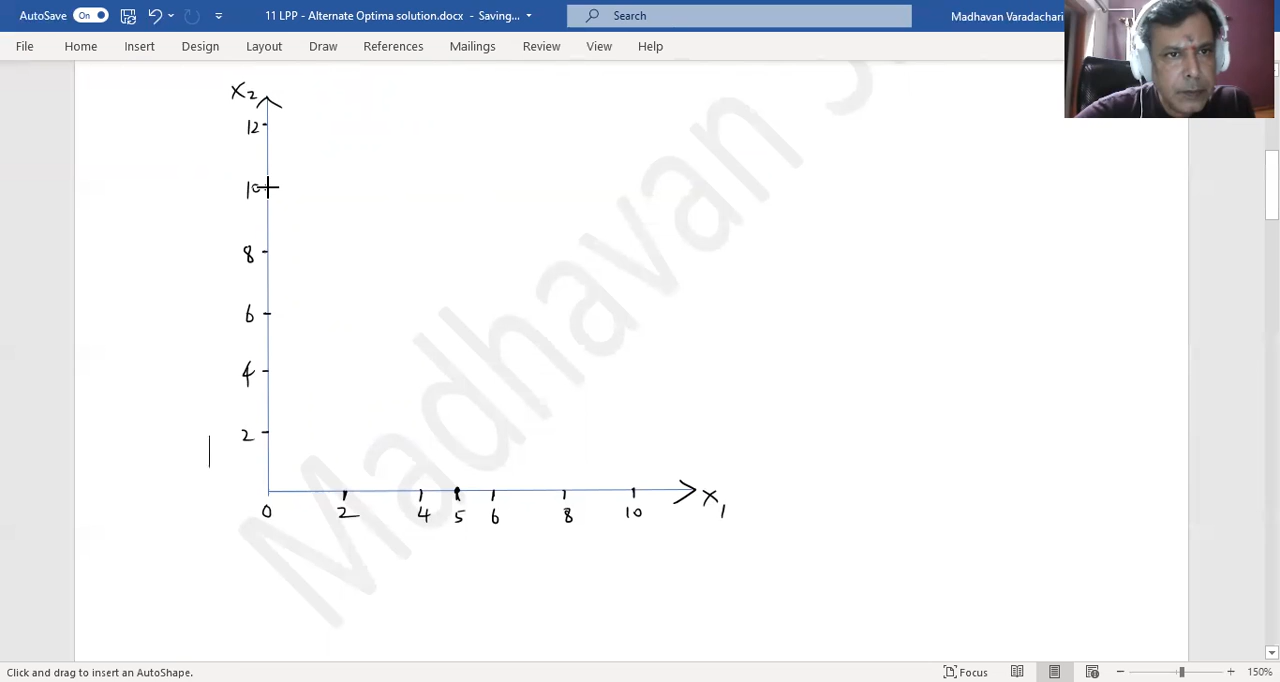 AutoSave On 11 LPP - Alternate Optima solution.docx - Saving... Search Madhavan Varadachari
File Home Insert Design Layout Draw References Mailings Review View Help
x₂
12
10
8
6
4
2
0 2 4 5 6 8 10 x₁
Madhavan
Click and drag to insert an AutoShape. Focus 150%